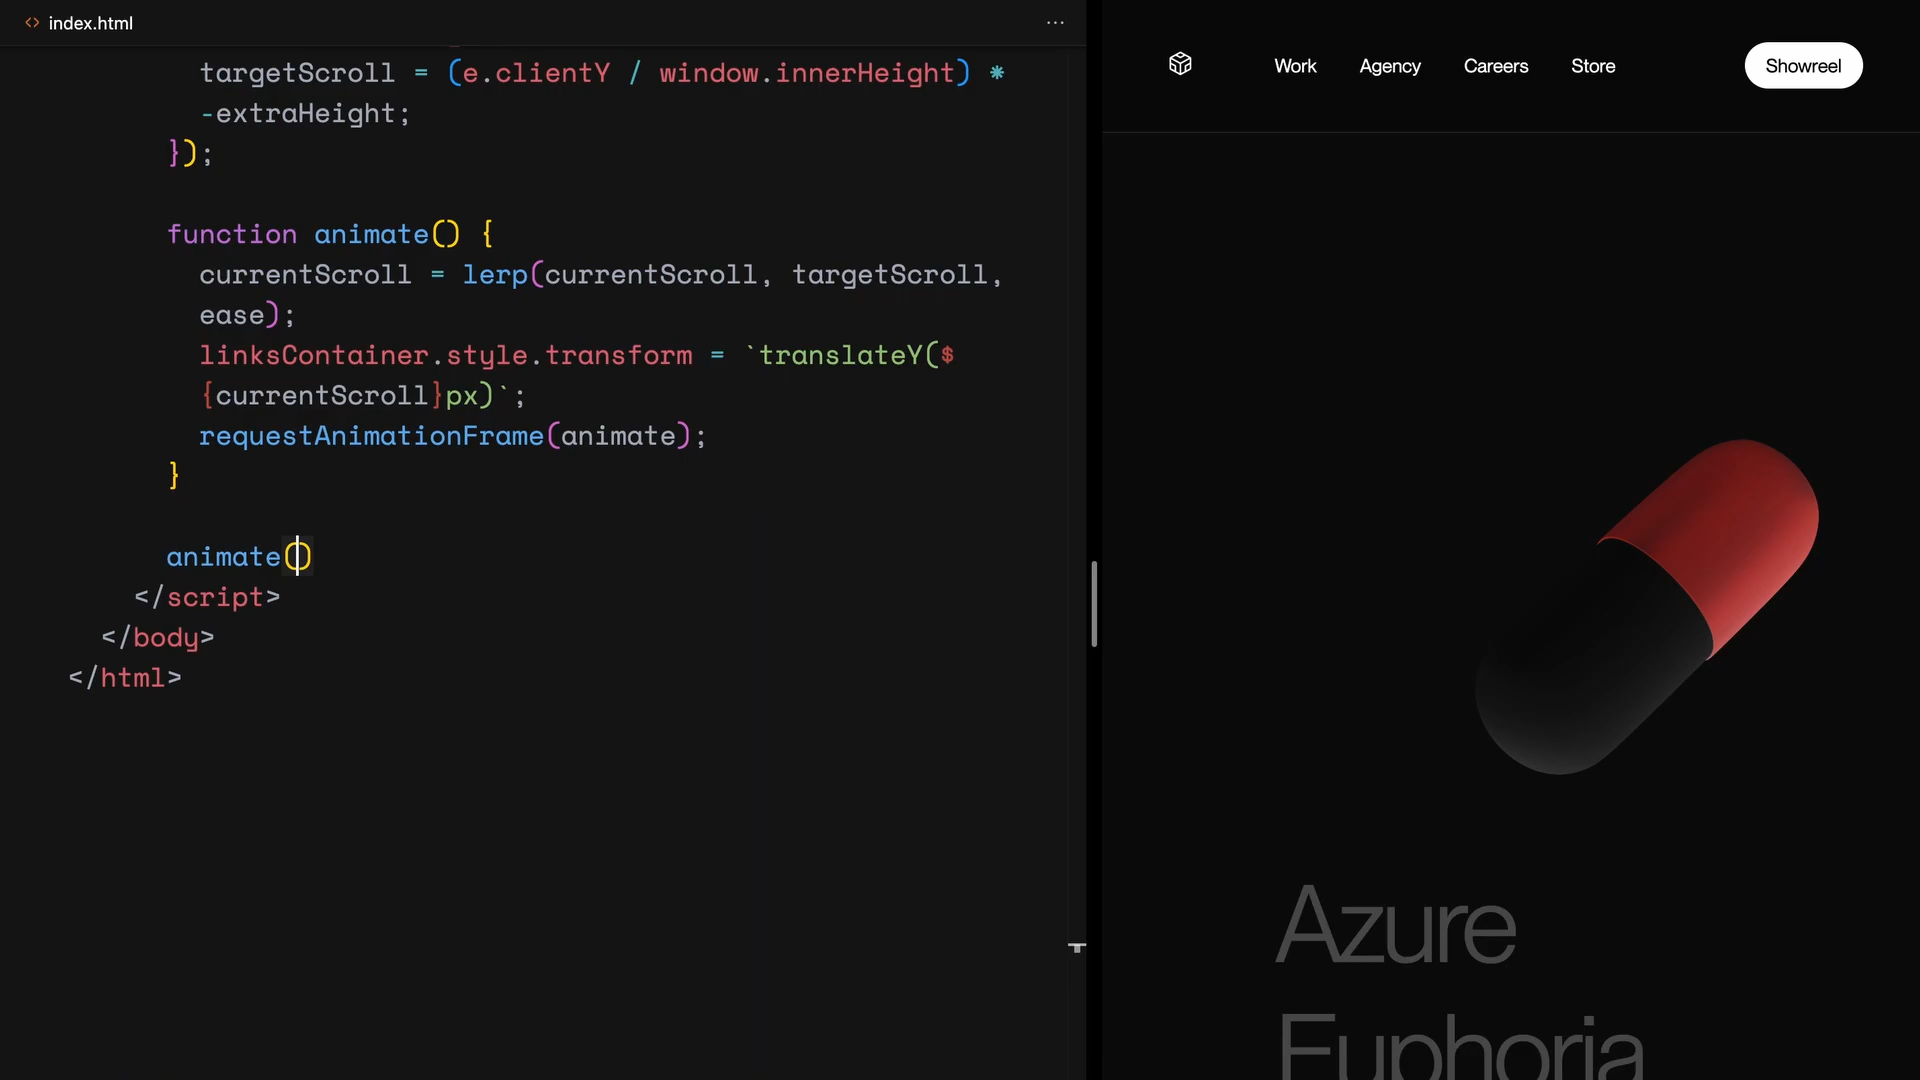 index.html
targetScroll = (e.clientY / window.innerHeight) *
-extraHeight;
});
function animate() {
currentScroll = lerp(currentScroll, targetScroll,
ease);
linksContainer.style.transform = `translateY($
{currentScroll}px)`;
requestAnimationFrame(animate);
}
animate()
</script>
</body>
</html>
Work Agency Careers Store Showreel
Azure
Euphoria